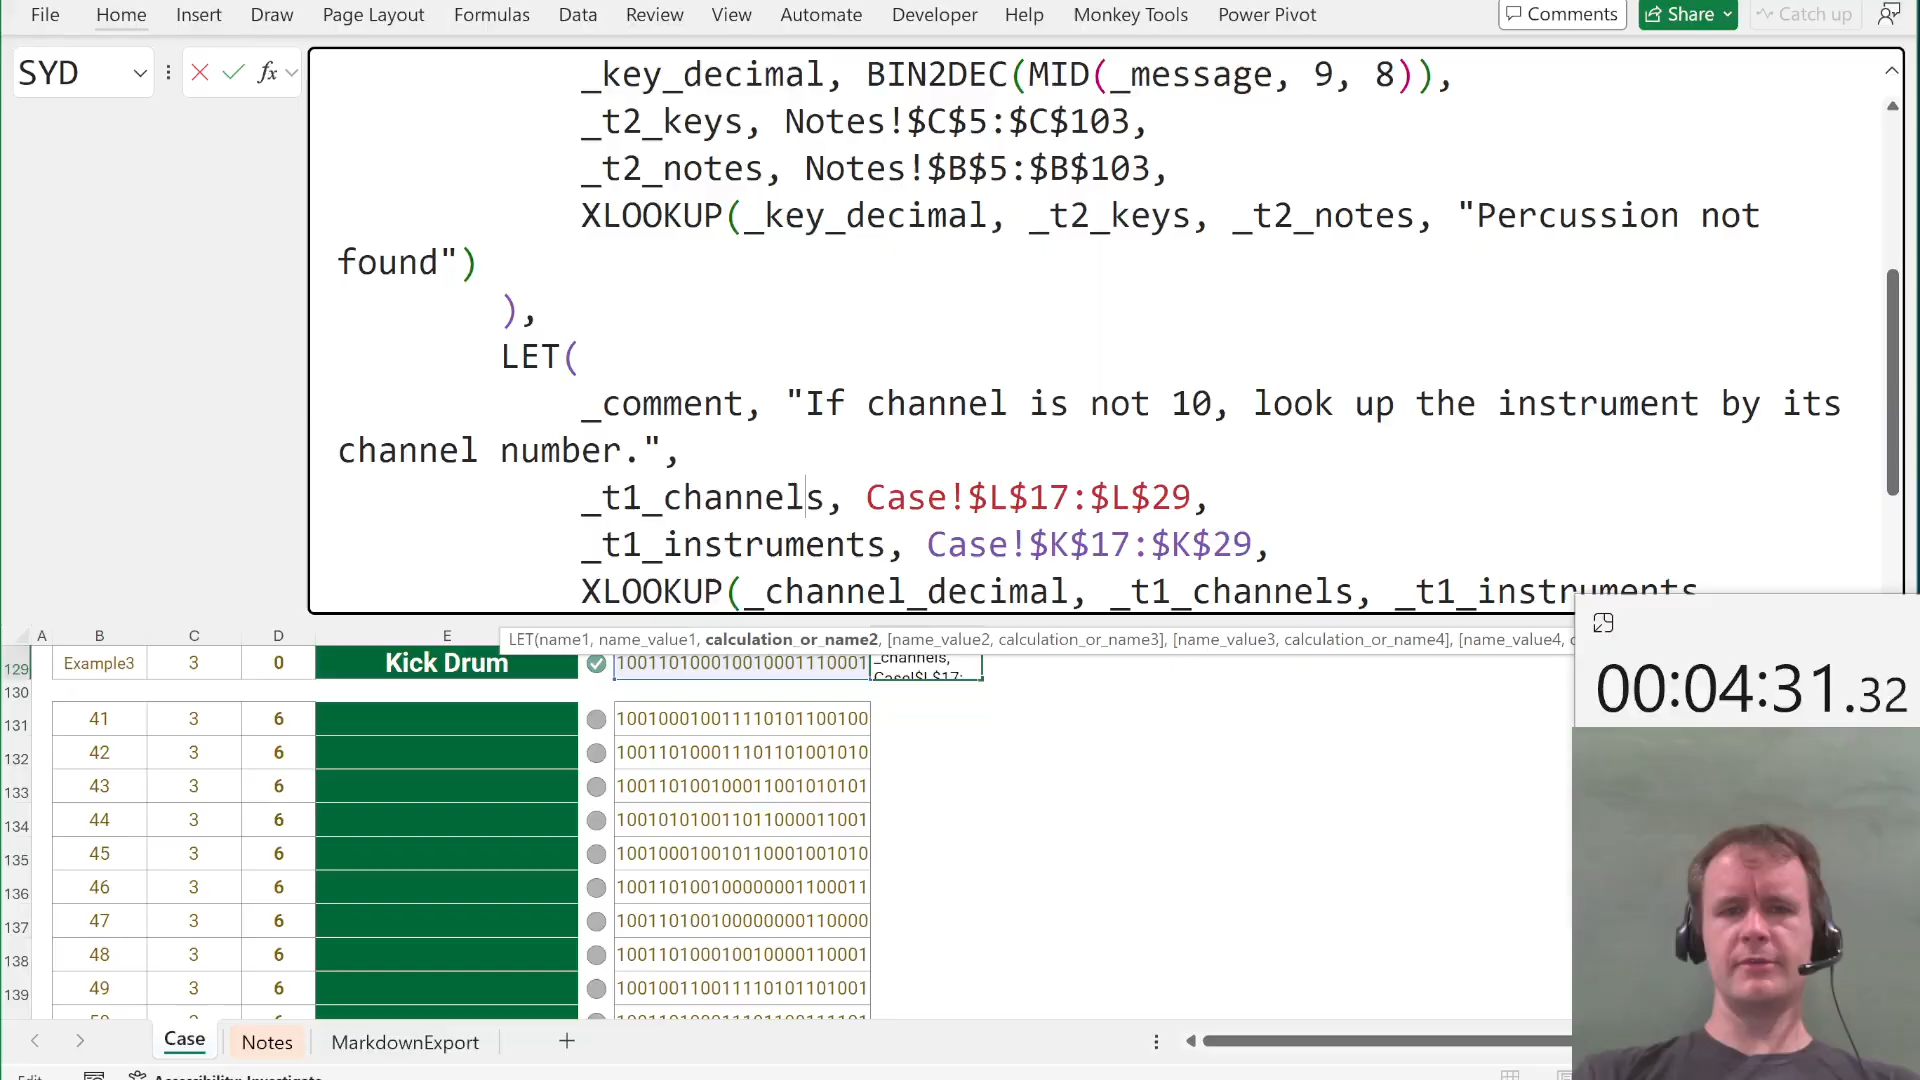 File Home Insert Draw Page Layout Formulas Data Review View Automate Developer Help Monkey Tools Power Pivot Comments Share Catch up
SYD fx
_key_decimal, BIN2DEC(MID(_message, 9, 8)),
_t2_keys, Notes!$C$5:$C$103,
_t2_notes, Notes!$B$5:$B$103,
XLOOKUP(_key_decimal, _t2_keys, _t2_notes, "Percussion not
found")
),
LET(
_comment, "If channel is not 10, look up the instrument by its
channel number.",
_t1_channels, Case!$L$17:$L$29,
_t1_instruments, Case!$K$17:$K$29,
XLOOKUP(_channel_decimal, _t1_channels, _t1_instruments
LET(name1, name_value1, calculation_or_name2, [name_value2, calculation_or_name3], [name_value3, calculation_or_name4], [name_value4,
00:04:31.32
A B C D E
129 Example3 3 0 Kick Drum 100110100010010001110001 _channels,
Case!$L$17:
130
131 41 3 6 100100010011110101100100
132 42 3 6 100110100011101101001010
133 43 3 6 100110100100011001010101
134 44 3 6 100101010011011000011001
135 45 3 6 100100010010110001001010
136 46 3 6 100110100100000001100011
137 47 3 6 100110100100000000110000
138 48 3 6 100110100010010000110001
139 49 3 6 100100110011110101101001
Case Notes MarkdownExport
Edit Accessibility: Investigate